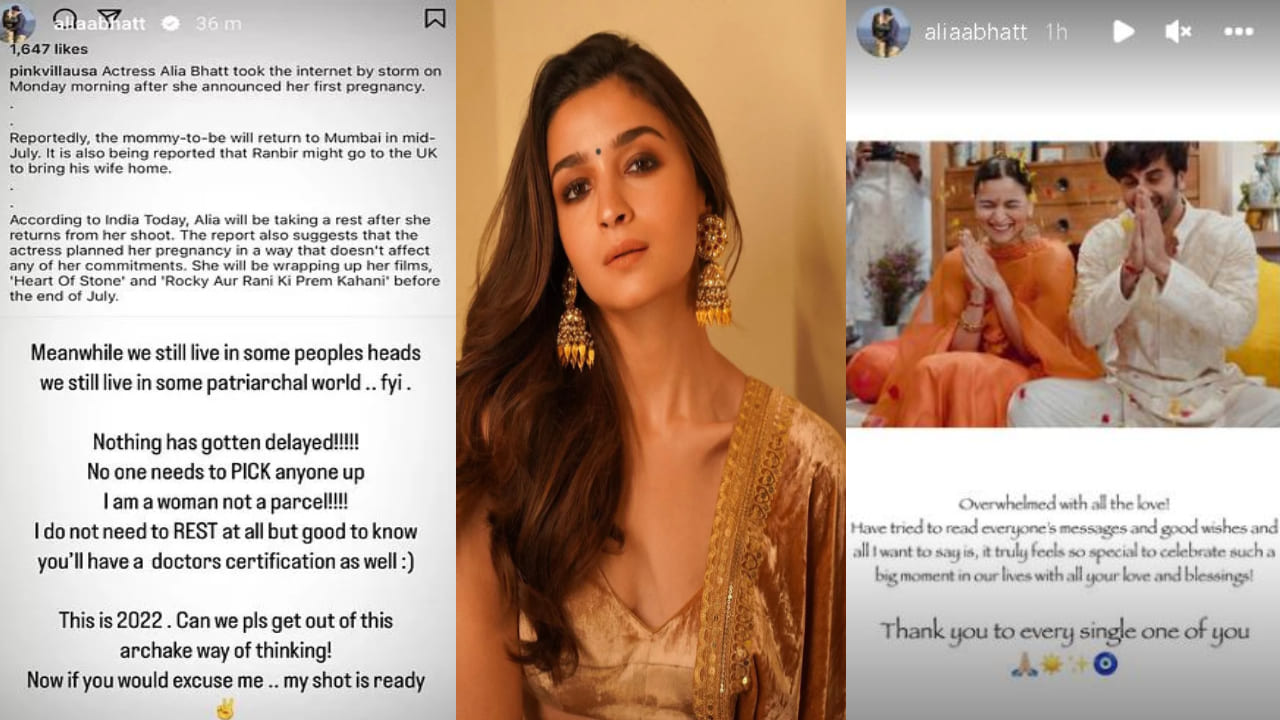 aliaabhatt 36 m
1,647 likes
pinkvillausa Actress Alia Bhatt took the internet by storm on
Monday morning after she announced her first pregnancy.
.
.
Reportedly, the mommy-to-be will return to Mumbai in mid-
July. It is also being reported that Ranbir might go to the UK
to bring his wife home.
.
.
According to India Today, Alia will be taking a rest after she
returns from her shoot. The report also suggests that the
actress planned her pregnancy in a way that doesn't affect
any of her commitments. She will be wrapping up her films,
'Heart Of Stone' and 'Rocky Aur Rani Ki Prem Kahani' before
the end of July.
Meanwhile we still live in some peoples heads
we still live in some patriarchal world .. fyi .
Nothing has gotten delayed!!!!!
No one needs to PICK anyone up
I am a woman not a parcel!!!!
I do not need to REST at all but good to know
you'll have a doctors certification as well :)
This is 2022 . Can we pls get out of this
archake way of thinking!
Now if you would excuse me .. my shot is ready
✌️
aliaabhatt 1h
Overwhelmed with all the love!
Have tried to read everyone's messages and good wishes and
all I want to say is, it truly feels so special to celebrate such a
big moment in our lives with all your love and blessings!
Thank you to every single one of you
🙏🏼☀️✨🧿